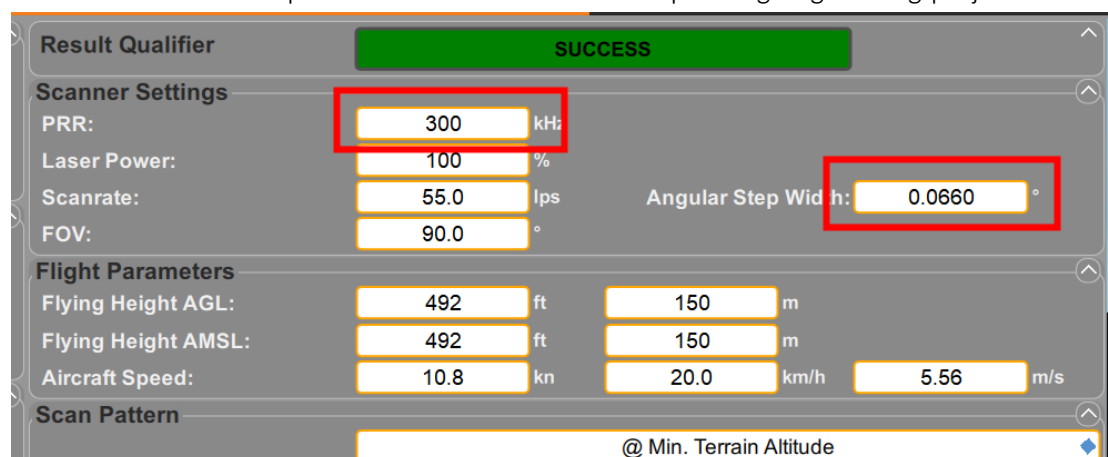 Result Qualifier SUCCESS
Scanner Settings
PRR: 300 kHz
Laser Power: 100 %
Scanrate: 55.0 lps Angular Step Width: 0.0660 °
FOV: 90.0 °
Flight Parameters
Flying Height AGL: 492 ft 150 m
Flying Height AMSL: 492 ft 150 m
Aircraft Speed: 10.8 kn 20.0 km/h 5.56 m/s
Scan Pattern
@ Min. Terrain Altitude